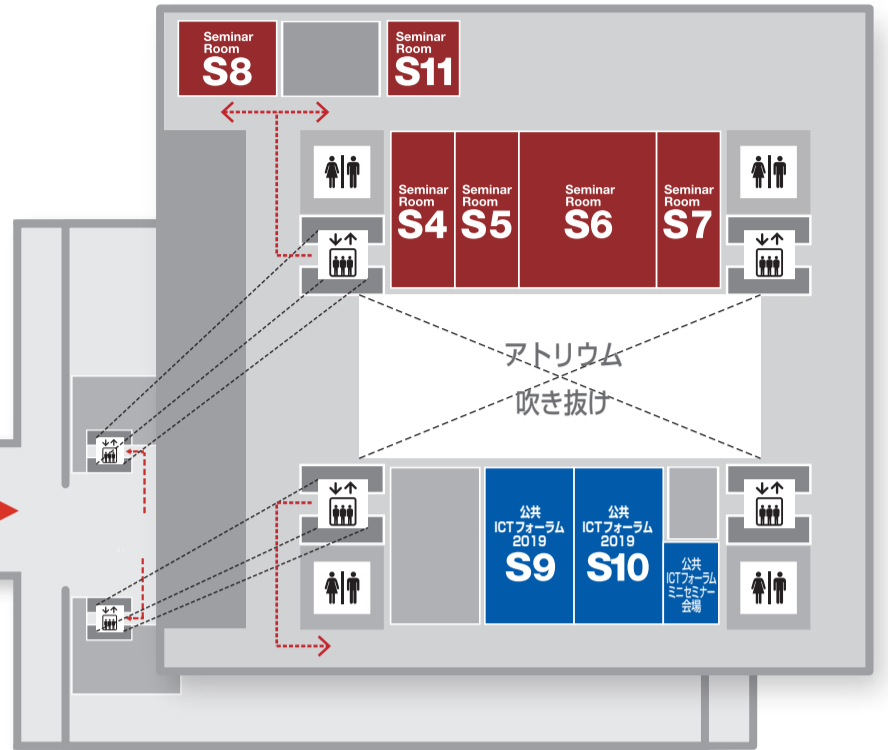 Seminar
Room
S8
Seminar
Room
S11
Seminar
Room
S4
Seminar
Room
S5
Seminar
Room
S6
Seminar
Room
S7
アトリウム
吹き抜け
公共
ICTフォーラム
2019
S9
公共
ICTフォーラム
2019
S10
公共
ICTフォーラム
ミニセミナー
会場